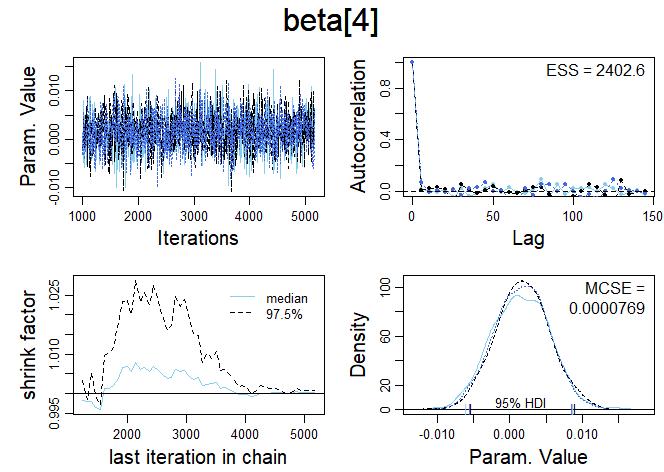 beta[4]
Param. Value
-0.010 0.000 0.010
1000 2000 3000 4000 5000
Iterations
Autocorrelation
0.0 0.4 0.8
ESS = 2402.6
0 50 100 150
Lag
shrink factor
0.995 1.010 1.025
median
97.5%
2000 3000 4000 5000
last iteration in chain
Density
0 20 60 100
MCSE =
0.0000769
95% HDI
-0.010 0.000 0.010
Param. Value